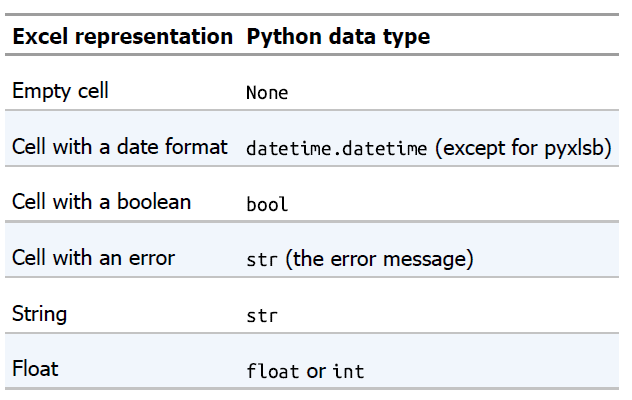 Excel representation Python data type
Empty cell None
Cell with a date format datetime.datetime (except for pyxlsb)
Cell with a boolean bool
Cell with an error str (the error message)
String str
Float float or int